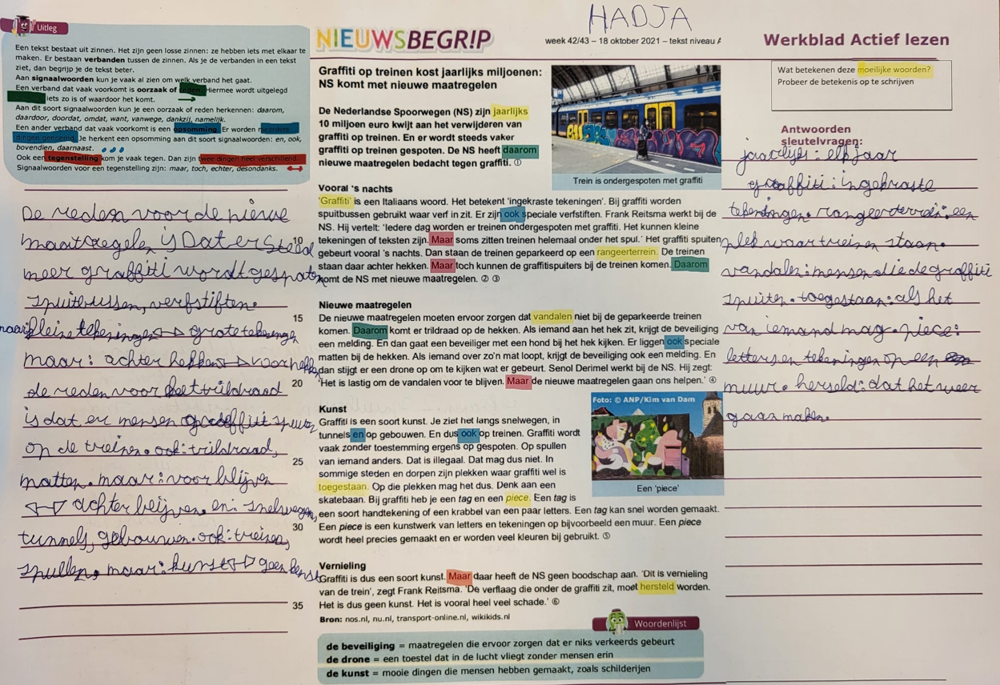 HADJA
Uitleg
NIEUWSBEGR!P
week 42/43 – 18 oktober 2021 – tekst niveau A
Werkblad Actief lezen
Een tekst bestaat uit zinnen. Het zijn geen losse zinnen: ze hebben iets met elkaar te
maken. Er bestaan verbanden tussen de zinnen. Als je de verbanden in een tekst
ziet, dan begrijp je de tekst beter.
Aan signaalwoorden kun je vaak al zien om welk verband het gaat.
Een verband dat vaak voorkomt is oorzaak of reden. Hiermee wordt uitgelegd
iets zo is of waardoor het komt.
Aan dit soort signaalwoorden kun je een oorzaak of reden herkennen: daarom,
daardoor, doordat, omdat, want, vanwege, dankzij, namelijk.
Een ander verband dat vaak voorkomt is een opsomming. Er worden meerdere
dingen genoemd. Je herkent een opsomming aan dit soort signaalwoorden: en, ook,
bovendien, daarnaast.
Ook een tegenstelling kom je vaak tegen. Dan zijn twee dingen heel verschillend.
Signaalwoorden voor een tegenstelling zijn: maar, toch, echter, desondanks.
De reden voor de niewe
maatregelen is Dat er steeds
meer graffiti wordt gespoten
spuitbussen, verfstiften.
maar: kleine tekeningen ⇔ grote tekeningen
maar: achter hekken ⇔ voor hekken
de reden voor het trildraad
is dat er mensen graffiti spuiten
op de treinen. ook: trildraad,
matten. maar: voor blijven
⇔ achter blijven. en: snelwegen,
tunnels, gebouwen. ook: treinen,
spullen. maar: kunst ⇔ geen kunst
Graffiti op treinen kost jaarlijks miljoenen:
NS komt met nieuwe maatregelen
De Nederlandse Spoorwegen (NS) zijn jaarlijks
10 miljoen euro kwijt aan het verwijderen van
graffiti op treinen. En er wordt steeds vaker
graffiti op treinen gespoten. De NS heeft daarom
nieuwe maatregelen bedacht tegen graffiti. ①
Trein is ondergespoten met graffiti
Vooral 's nachts
'Graffiti' is een Italiaans woord. Het betekent 'ingekraste tekeningen'. Bij graffiti worden
spuitbussen gebruikt waar verf in zit. Er zijn ook speciale verfstiften. Frank Reitsma werkt bij de
NS. Hij vertelt: 'Iedere dag worden er treinen ondergespoten met graffiti. Het kunnen kleine
10 tekeningen of teksten zijn. Maar soms zitten treinen helemaal onder het spul.' Het graffiti spuiten
gebeurt vooral 's nachts. Dan staan de treinen geparkeerd op een rangeerterrein. De treinen
staan daar achter hekken. Maar toch kunnen de graffitispuiters bij de treinen komen. Daarom
komt de NS met nieuwe maatregelen. ② ③
Nieuwe maatregelen
15 De nieuwe maatregelen moeten ervoor zorgen dat vandalen niet bij de geparkeerde treinen
komen. Daarom komt er trildraad op de hekken. Als iemand aan het hek zit, krijgt de beveiliging
een melding. En dan gaat een beveiliger met een hond bij het hek kijken. Er liggen ook speciale
matten bij de hekken. Als iemand over zo'n mat loopt, krijgt de beveiliging ook een melding. En
dan stijgt er een drone op om te kijken wat er gebeurt. Senol Derimel werkt bij de NS. Hij zegt:
20 'Het is lastig om de vandalen voor te blijven. Maar de nieuwe maatregelen gaan ons helpen.' ④
Kunst
Graffiti is een soort kunst. Je ziet het langs snelwegen, in
tunnels en op gebouwen. En dus ook op treinen. Graffiti wordt
vaak zonder toestemming ergens op gespoten. Op spullen
25 van iemand anders. Dat is illegaal. Dat mag dus niet. In
sommige steden en dorpen zijn plekken waar graffiti wel is
toegestaan. Op die plekken mag het dus. Denk aan een
skatebaan. Bij graffiti heb je een tag en een piece. Een tag is
een soort handtekening of een krabbel van een paar letters. Een tag kan snel worden gemaakt.
30 Een piece is een kunstwerk van letters en tekeningen op bijvoorbeeld een muur. Een piece
wordt heel precies gemaakt en er worden veel kleuren bij gebruikt. ⑤
Foto: © ANP/Kim van Dam
Een 'piece'
Vernieling
Graffiti is dus een soort kunst. Maar daar heeft de NS geen boodschap aan. 'Dit is vernieling
van de trein', zegt Frank Reitsma. 'De verflaag die onder de graffiti zit, moet hersteld worden.
35 Het is dus geen kunst. Het is vooral heel veel schade.' ⑥
Bron: nos.nl, nu.nl, transport-online.nl, wikikids.nl
Woordenlijst
de beveiliging = maatregelen die ervoor zorgen dat er niks verkeerds gebeurt
de drone = een toestel dat in de lucht vliegt zonder mensen erin
de kunst = mooie dingen die mensen hebben gemaakt, zoals schilderijen
Wat betekenen deze moeilijke woorden?
Probeer de betekenis op te schrijven
Antwoorden
sleutelvragen:
jaarlijks: elk jaar
graffiti: ingekraste
tekeningen. rangeerterrein: een
plek waar treinen staan.
vandalen: mensen die de graffiti
spuiten. toegestaan: als het
van iemand mag. piece:
letters en tekeningen op een
muur. hersteld: dat het weer
gaan maken.